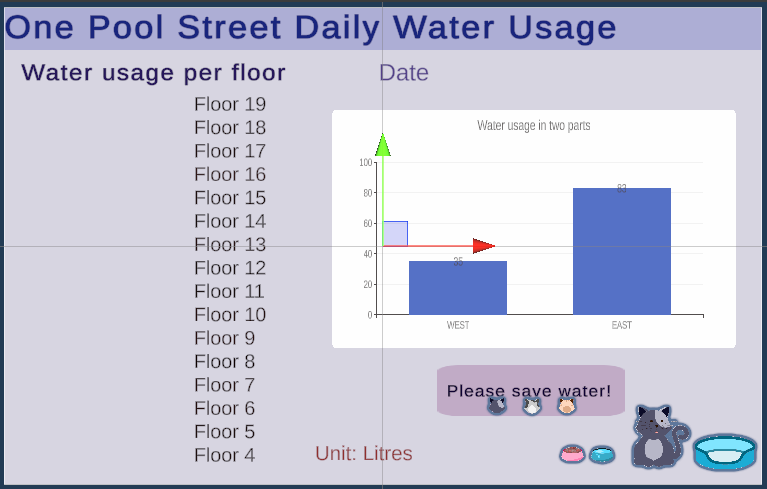 One Pool Street Daily Water Usage
Water usage per floor
Date
Floor 19
Floor 18
Floor 17
Floor 16
Floor 15
Floor 14
Floor 13
Floor 12
Floor 11
Floor 10
Floor 9
Floor 8
Floor 7
Floor 6
Floor 5
Floor 4
Water usage in two parts
100
80
60
40
20
0
35
83
WEST
EAST
Please save water!
Unit: Litres